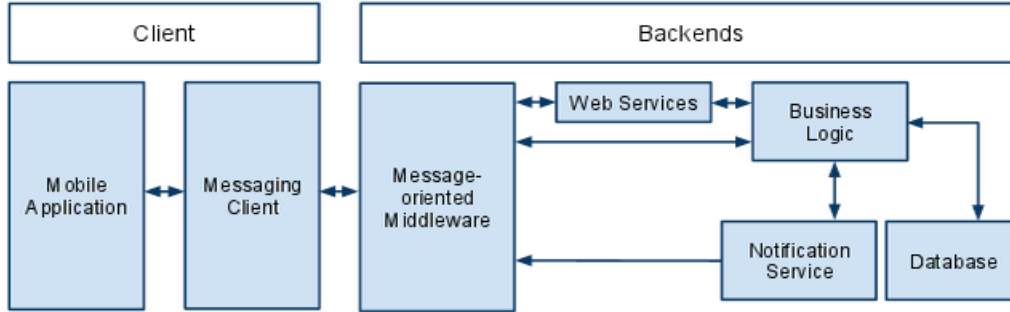 Client
Backends
Mobile
Application
Messaging
Client
Message-
oriented
Middleware
Web Services
Business
Logic
Notification
Service
Database